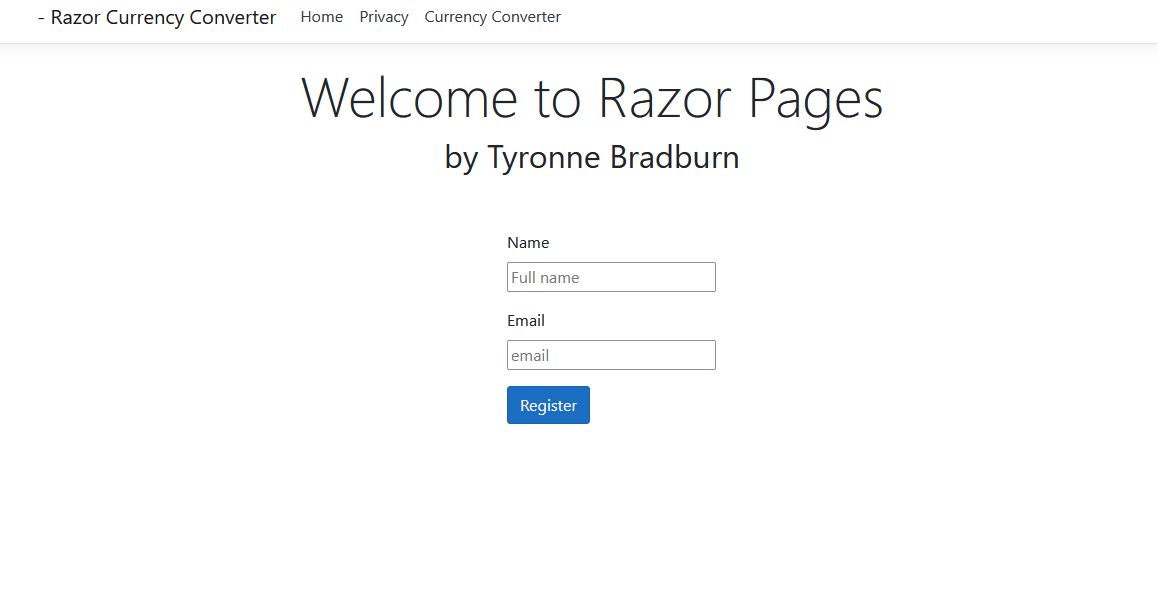 - Razor Currency Converter Home Privacy Currency Converter
Welcome to Razor Pages
by Tyronne Bradburn
Name
Full name
Email
email
Register